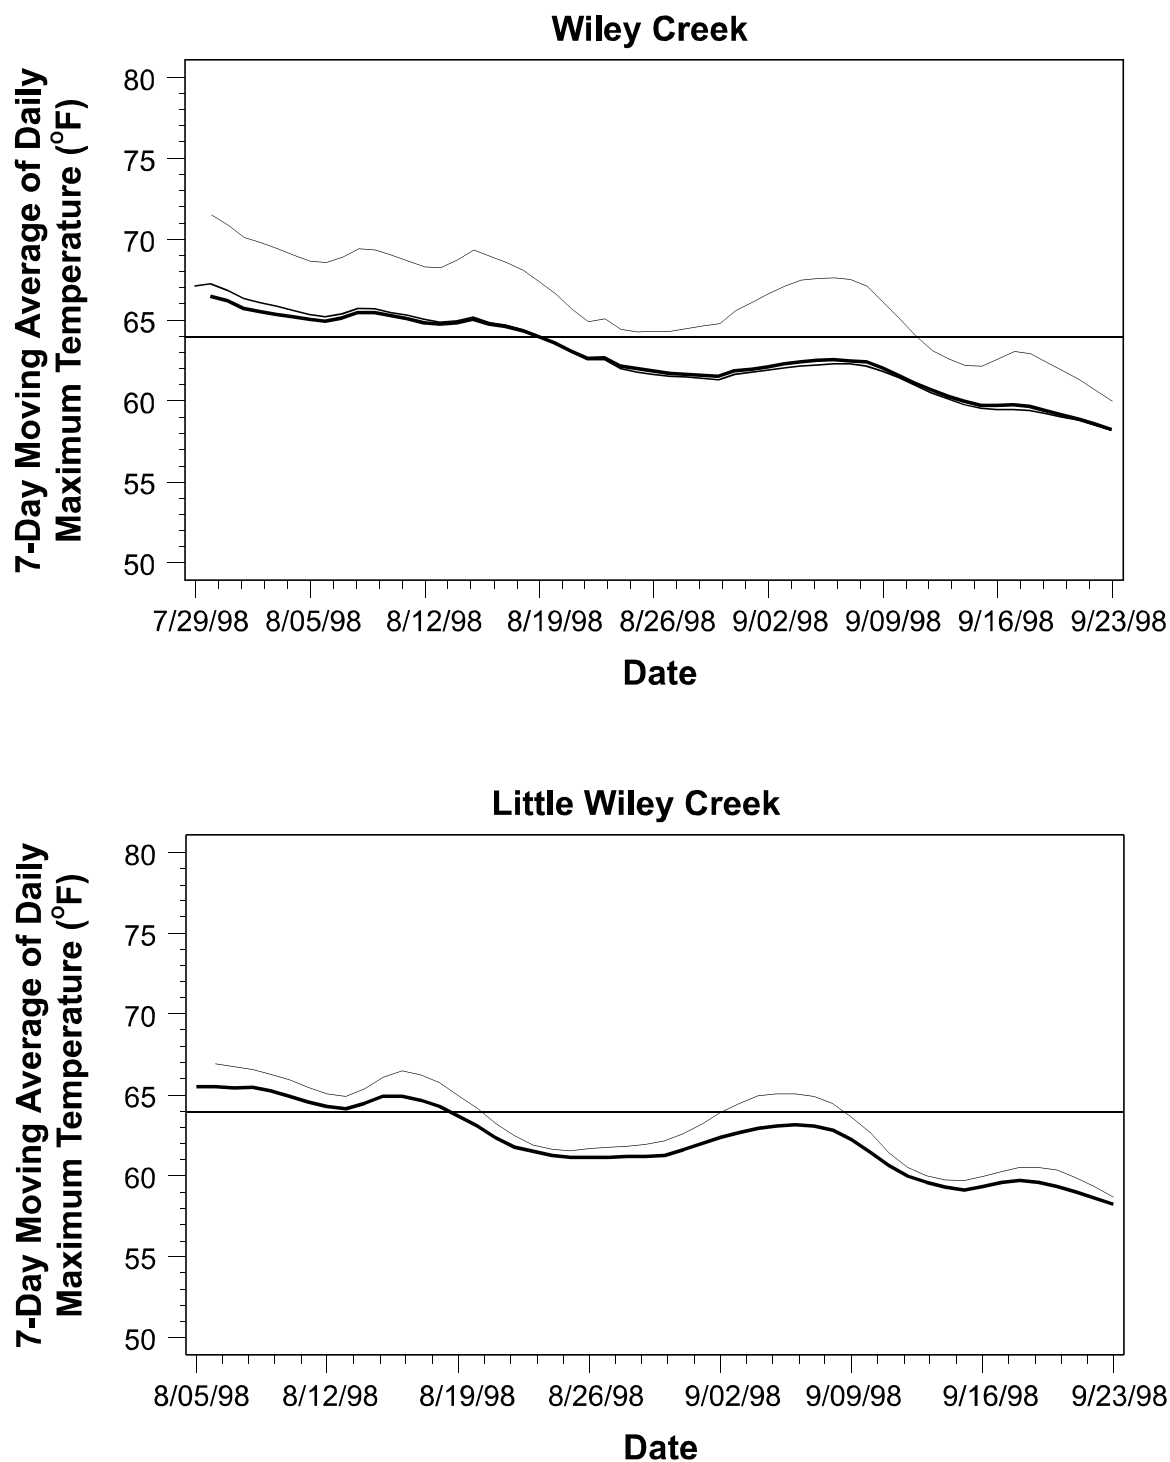 Wiley Creek
7-Day Moving Average of Daily
Maximum Temperature (°F)
80
75
70
65
60
55
50
7/29/98 8/05/98 8/12/98 8/19/98 8/26/98 9/02/98 9/09/98 9/16/98 9/23/98
Date
Little Wiley Creek
7-Day Moving Average of Daily
Maximum Temperature (°F)
80
75
70
65
60
55
50
8/05/98 8/12/98 8/19/98 8/26/98 9/02/98 9/09/98 9/16/98 9/23/98
Date